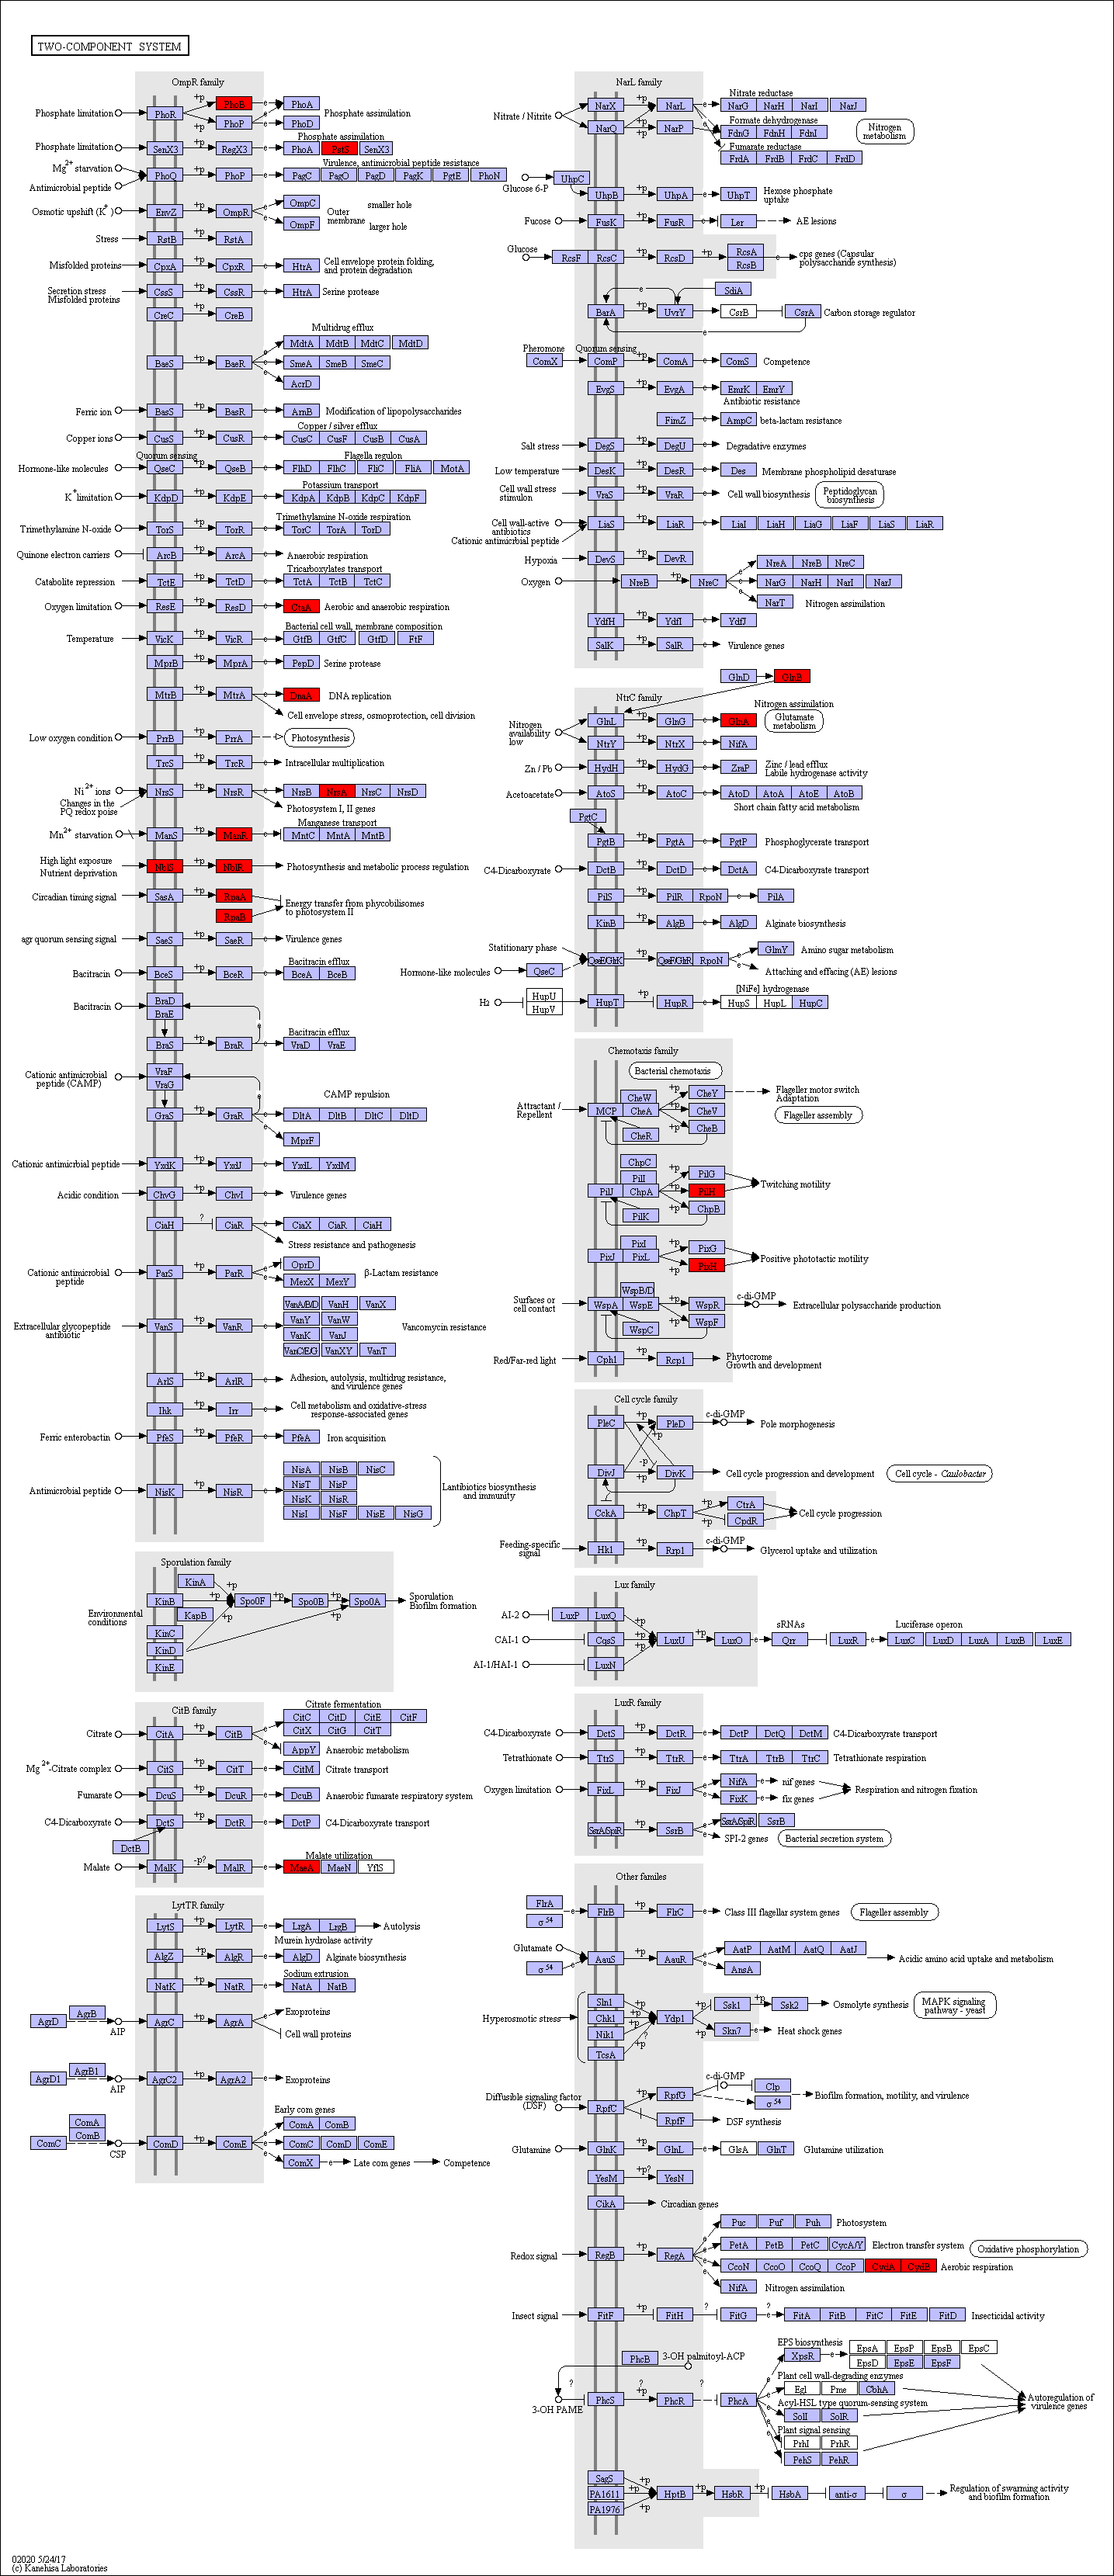 TWO-COMPONENT SYSTEM
OmpR family
Phosphate limitation PhoR +p PhoB e PhoA
+p PhoP e PhoD Phosphate assimilation
Phosphate assimilation
Phosphate limitation SenX3 +p RegX3 e PhoA PstS SenX3
Virulence, antimicrobial peptide resistance
Mg2+ starvation
Antimicrobial peptide PhoQ +p PhoP e PagC PagO PagD PagK PgtE PhoN
Osmotic upshift (K+) EnvZ +p OmpR e OmpC smaller hole
e OmpF Outer membrane larger hole
Stress RstB +p RstA
Misfolded proteins CpxA +p CpxR e HtrA Cell envelope protein folding, and protein degradation
Secretion stress
Misfolded proteins CssS +p CssR e HtrA Serine protease
CreC +p CreB
Multidrug efflux
MdtA MdtB MdtC MdtD
BaeS +p BaeR e SmeA SmeB SmeC
AcrD
Ferric ion BasS +p BasR e ArnB Modification of lipopolysaccharides
Copper / silver efflux
Copper ions CusS +p CusR e CusC CusF CusB CusA
Quorum sensing Flagella regulon
Hormone-like molecules QseC +p QseB e FlhD FlhC FliC FliA MotA
Potassium transport
K+limitation KdpD +p KdpE e KdpA KdpB KdpC KdpF
Trimethylamine N-oxide respiration
Trimethylamine N-oxide TorS +p TorR e TorC TorA TorD
Quinone electron carriers ArcB +p ArcA e Anaerobic respiration
Tricarboxylates transport
Catabolite repression TctE +p TctD e TctA TctB TctC
Oxygen limitation ResE +p ResD e CtaA Aerobic and anaerobic respiration
Bacterial cell wall, membrane composition
Temperature VicK +p VicR e GtfB GtfC GtfD FtF
MprB +p MprA e PepD Serine protease
MtrB +p MtrA e DnaA DNA replication
Cell envelope stress, osmoprotection, cell division
Low oxygen condition PrrB +p PrrA Photosynthesis
TrcS +p TrcR e Intracellular multiplication
Ni2+ ions NrsS +p NrsR e NrsB NrsA NrsC NrsD
Changes in the PQ redox poise Photosystem I, II genes
Manganese transport
Mn2+ starvation ManS +p ManR e MntC MntA MntB
High light exposure
Nutrient deprivation NblS +p NblR e Photosynthesis and metabolic process regulation
Circadian timing signal SasA +p RpaA Energy transfer from phycobilisomes
RpaB to photosystem II
agr quorum sensing signal SaeS +p SaeR e Virulence genes
Bacitracin efflux
Bacitracin BceS +p BceR e BceA BceB
Bacitracin BraD
BraE
e
Bacitracin efflux
BraS +p BraR e VraD VraE
Cationic antimicrobial peptide (CAMP) VraF
VraG
CAMP repulsion
GraS +p GraR e DltA DltB DltC DltD
e MprF
Cationic antimicrbial peptide YxdK +p YxdJ e YxdL YxdM
Acidic condition ChvG +p ChvI e Virulence genes
CiaH ? CiaR e CiaX CiaR CiaH
Stress resistance and pathogenesis
Cationic antimicrobial peptide ParS +p ParR e OprD
e MexX MexY β-Lactam resistance
VanA/B/D VanH VanX
VanY VanW
Extracellular glycopeptide antibiotic VanS +p VanR e VanK VanJ Vancomycin resistance
VanC/E/G VanXY VanT
ArlS +p ArlR e Adhesion, autolysis, multidrug resistance, and virulence genes
Ihk +p Irr e Cell metabolism and oxidative-stress response-associated genes
Ferric enterobactin PfeS +p PfeR e PfeA Iron acquisition
NisA NisB NisC
NisT NisP
Antimicrobial peptide NisK +p NisR e NisK NisR Lantibiotics biosynthesis and immunity
NisI NisF NisE NisG
Sporulation family
KinA +p
KinB +p Spo0F +p Spo0B +p Spo0A Sporulation
Biofilm formation
KapB +p
Environmental conditions KinC
KinD +p
KinE
CitB family
Citrate fermentation
CitC CitD CitE CitF
Citrate CitA +p CitB e CitX CitG CitT
e AppY Anaerobic metabolism
Mg 2+-Citrate complex CitS +p CitT e CitM Citrate transport
Fumarate DcuS +p DcuR e DcuB Anaerobic fumarate respiratory system
C4-Dicarboxyrate DctS +p DctR e DctP C4-Dicarboxyrate transport
DctB
Malate utilization
Malate MalK -p? MalR e MaeA MaeN YflS
LytTR family
LytS +p LytR e LrgA LrgB Autolysis
Murein hydrolase activity
AlgZ +p AlgR e AlgD Alginate biosynthesis
Sodium extrusion
NatK +p NatR e NatA NatB
AgrD AgrB AIP AgrC +p AgrA e Exoproteins
Cell wall proteins
AgrD1 AgrB1 AIP AgrC2 +p AgrA2 e Exoproteins
Early com genes
ComA ComA ComB
ComB
ComC CSP ComD +p ComE e ComC ComD ComE
e ComX e Late com genes Competence
02020 5/24/17
(c) Kanehisa Laboratories
NarL family
Nitrate reductase
Nitrate / Nitrite NarX +p NarL e NarG NarH NarI NarJ
Formate dehydrogenase
NarQ +p NarP FdnG FdnH FdnI
Nitrogen metabolism
Fumarate reductase
FrdA FrdB FrdC FrdD
Glucose 6-P UhpC
UhpB +p UhpA e UhpT Hexose phosphate uptake
Fucose FusK +p FusR e Ler AE lesions
Glucose RcsF RcsC +p RcsD +p RcsA
RcsB e cps genes (Capsular polysaccharide synthesis)
e SdiA
BarA +p UvrY e CsrB CsrA Carbon storage regulator
e
Pheromone Quorum sensing
ComX ComP +p ComA e ComS Competence
EvgS +p EvgA e EmrK EmrY
Antibiotic resistance
FimZ e AmpC beta-lactam resistance
Salt stress DegS +p DegU e Degradative enzymes
Low temperature DesK +p DesR e Des Membrane phospholipid desaturase
Cell wall stress stimulon VraS +p VraR e Cell wall biosynthesis Peptidoglycan biosynthesis
Cell wall-active antibiotics
Cationic antimicrbial peptide LiaS +p LiaR e LiaI LiaH LiaG LiaF LiaS LiaR
Hypoxia DevS +p DevR
NreA NreB NreC
Oxygen NreB +p NreC e NarG NarH NarI NarJ
NarT Nitrogen assimilation
YdfH +p YdfI e YdfJ
SalK +p SalR e Virulence genes
GlnD GlnB
NtrC family
Nitrogen assimilation
Nitrogen availability low GlnL +p GlnG e GlnA Glutamate metabolism
NtrY +p NtrX e NifA
Zn / Pb HydH +p HydG e ZraP Zinc / lead efflux
Labile hydrogenase activity
Acetoacetate AtoS +p AtoC e AtoD AtoA AtoE AtoB
Short chain fatty acid metabolism
PgtC
PgtB +p PgtA e PgtP Phosphoglycerate transport
C4-Dicarboxyrate DctB +p DctD e DctA C4-Dicarboxyrate transport
PilS +p PilR RpoN e PilA
KinB +p AlgB e AlgD Alginate biosynthesis
Statitionary phase QseE/GlrK +p QseF/GlrR RpoN e GlmY Amino sugar metabolism
Hormone-like molecules QseC e Attaching and effacing (AE) lesions
[NiFe] hydrogenase
H2 HupU
HupV HupT +p HupR e HupS HupL HupC
Chemotaxis family
Bacterial chemotaxis
CheW +p CheY Flageller motor switch
Adaptation
Attractant / Repellent MCP CheA +p CheV Flageller assembly
CheR +p CheB
ChpC
PilI +p PilG
PilJ ChpA +p PilH Twitching motility
PilK +p ChpB
PixI +p PixG
PixJ PixL +p PixH Positive phototactic motility
WspB/D c-di-GMP
Surfaces or cell contact WspA WspE +p WspR Extracellular polysaccharide production
WspC +p WspF
Red/Far-red light Cph1 +p Rcp1 Phytocrome
Growth and development
Cell cycle family
PleC +p PleD c-di-GMP Pole morphogenesis
+p
DivJ -p +p DivK Cell cycle progression and development Cell cycle - Caulobacter
CckA +p ChpT +p CtrA
+p CpdR Cell cycle progression
Feeding-specific signal Hk1 +p Rrp1 c-di-GMP Glycerol uptake and utilization
Lux family
AI-2 LuxP LuxQ +p sRNAs Luciferase operon
CAI-1 CqsS +p LuxU +p LuxO e Qrr LuxR e LuxC LuxD LuxA LuxB LuxE
AI-1/HAI-1 LuxN +p
LuxR family
C4-Dicarboxyrate DctS +p DctR e DctP DctQ DctM C4-Dicarboxyrate transport
Tetrathionate TtrS +p TtrR e TtrA TtrB TtrC Tetrathionate respiration
Oxygen limitation FixL +p FixJ e NifA e nif genes Respiration and nitrogen fixation
e FixK e fix genes
SsrA/SpiR +p SsrB e SsrA/SpiR SsrB
e SPI-2 genes Bacterial secretion system
Other familes
FlrA
σ 54 e FlrB +p FlrC e Class III flagellar system genes Flageller assembly
Glutamate AauS +p AauR e AatP AatM AatQ AatJ
σ 54 e e AnsA Acidic amino acid uptake and metabolism
Sln1 +p
Hyperosmotic stress Chk1 +p Ydp1 +p Ssk1 +p Ssk2 Osmolyte synthesis MAPK signaling pathway - yeast
Nik1 ? +p Skn7 e Heat shock genes
TcsA +p
Diffusible signaling factor (DSF) RpfC +p RpfG c-di-GMP Clp
σ 54 Biofilm formation, motility, and virulence
RpfF DSF synthesis
Glutamine GlnK +p GlnL e GlsA GlnT Glutamine utilization
YesM +p? YesN
CikA Circadian genes
Puc Puf Puh Photosystem
PetA PetB PetC CycA/Y Electron transfer system Oxidative phosphorylation
Redox signal RegB +p RegA e CcoN CcoO CcoQ CcoP CydA CydB Aerobic respiration
NifA Nitrogen assimilation
Insect signal FitF +p FitH ? FitG ? e FitA FitB FitC FitE FitD Insecticidal activity
EPS biosynthesis
PhcB 3-OH palmitoyl-ACP XpsR e EpsA EpsP EpsB EpsC
EpsD EpsE EpsF
Plant cell wall-degrading enzymes
3-OH PAME ? PhcS ? PhcR ? PhcA e Egl Pme CbhA
Acyl-HSL type quorum-sensing system
SolI SolR
Autoregulation of virulence genes
Plant signal sensing
PrhI PrhR
PehS PehR
SagS +p
PA1611 +p HptB +p HsbR +p HsbA anti-σ σ Regulation of swarming activity and biofilm formation
PA1976 +p